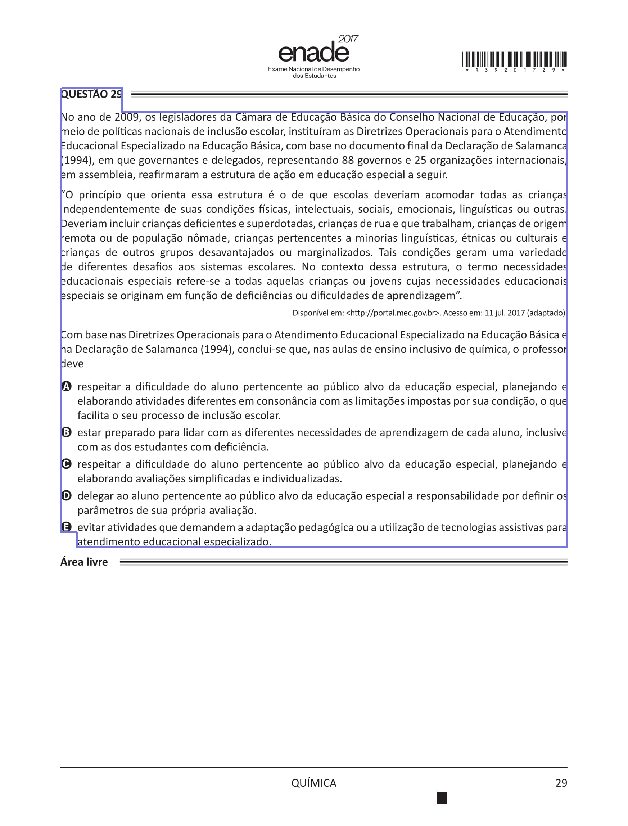 enade 2017
Exame Nacional de Desempenho
dos Estudantes
*R3320172 9*
QUESTÃO 29
No ano de 2009, os legisladores da Câmara de Educação Básica do Conselho Nacional de Educação, por
meio de políticas nacionais de inclusão escolar, instituíram as Diretrizes Operacionais para o Atendimento
Educacional Especializado na Educação Básica, com base no documento final da Declaração de Salamanca
(1994), em que governantes e delegados, representando 88 governos e 25 organizações internacionais,
em assembleia, reafirmaram a estrutura de ação em educação especial a seguir.
"O princípio que orienta essa estrutura é o de que escolas deveriam acomodar todas as crianças
independentemente de suas condições físicas, intelectuais, sociais, emocionais, linguísticas ou outras.
Deveriam incluir crianças deficientes e superdotadas, crianças de rua e que trabalham, crianças de origem
remota ou de população nômade, crianças pertencentes a minorias linguísticas, étnicas ou culturais e
crianças de outros grupos desavantajados ou marginalizados. Tais condições geram uma variedade
de diferentes desafios aos sistemas escolares. No contexto dessa estrutura, o termo necessidades
educacionais especiais refere-se a todas aquelas crianças ou jovens cujas necessidades educacionais
especiais se originam em função de deficiências ou dificuldades de aprendizagem".
Disponível em: <http://portal.mec.gov.br>. Acesso em: 11 jul. 2017 (adaptado)
Com base nas Diretrizes Operacionais para o Atendimento Educacional Especializado na Educação Básica e
na Declaração de Salamanca (1994), conclui-se que, nas aulas de ensino inclusivo de química, o professor
deve
A respeitar a dificuldade do aluno pertencente ao público alvo da educação especial, planejando e
elaborando atividades diferentes em consonância com as limitações impostas por sua condição, o que
facilita o seu processo de inclusão escolar.
B estar preparado para lidar com as diferentes necessidades de aprendizagem de cada aluno, inclusive
com as dos estudantes com deficiência.
C respeitar a dificuldade do aluno pertencente ao público alvo da educação especial, planejando e
elaborando avaliações simplificadas e individualizadas.
D delegar ao aluno pertencente ao público alvo da educação especial a responsabilidade por definir os
parâmetros de sua própria avaliação.
E evitar atividades que demandem a adaptação pedagógica ou a utilização de tecnologias assistivas para
atendimento educacional especializado.
Área livre
QUÍMICA
29